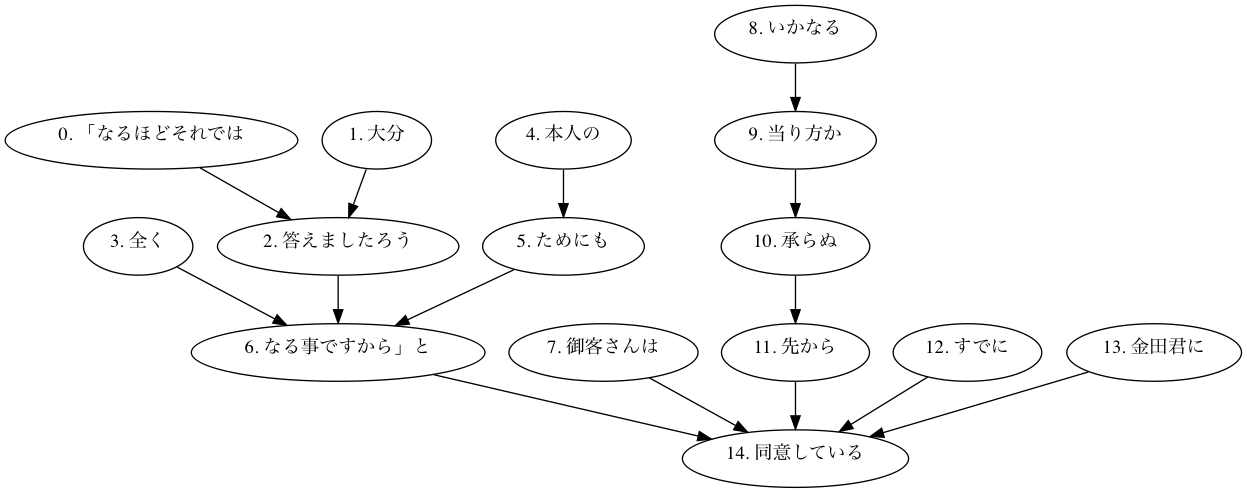 8. いかなる
0. 「なるほどそれでは
1. 大分
4. 本人の
9. 当り方か
3. 全く
2. 答えましたろう
5. ためにも
10. 承らぬ
6. なる事ですから」と
7. 御客さんは
11. 先から
12. すでに
13. 金田君に
14. 同意している